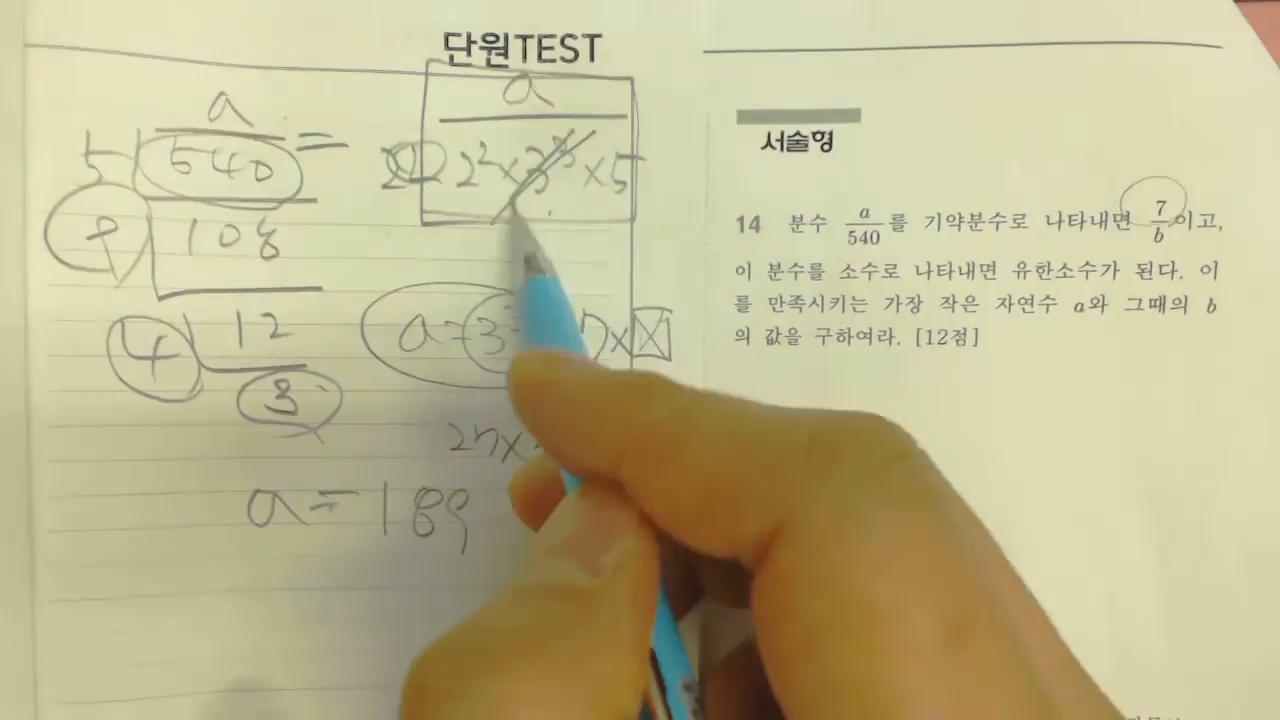 단원TEST
a
5 540 =
9 108
4 12
3
a
2² × 3³ × 5
a = 3
27×
a = 189
서술형
14 분수 a/540를 기약분수로 나타내면 7/b이고,
이 분수를 소수로 나타내면 유한소수가 된다. 이
를 만족시키는 가장 작은 자연수 a와 그때의 b
의 값을 구하여라. [12점]